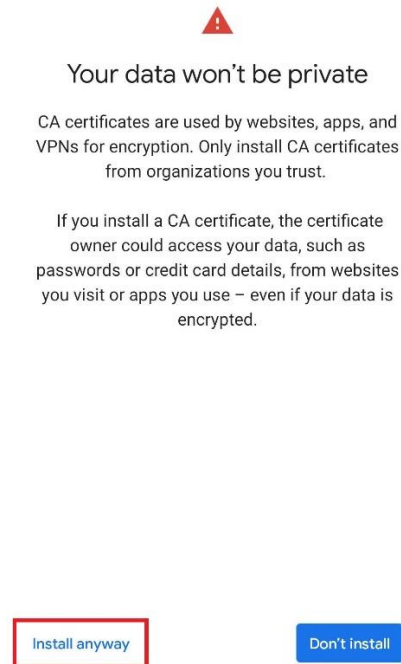 Your data won't be private
CA certificates are used by websites, apps, and
VPNs for encryption. Only install CA certificates
from organizations you trust.
If you install a CA certificate, the certificate
owner could access your data, such as
passwords or credit card details, from websites
you visit or apps you use – even if your data is
encrypted.
Install anyway
Don't install